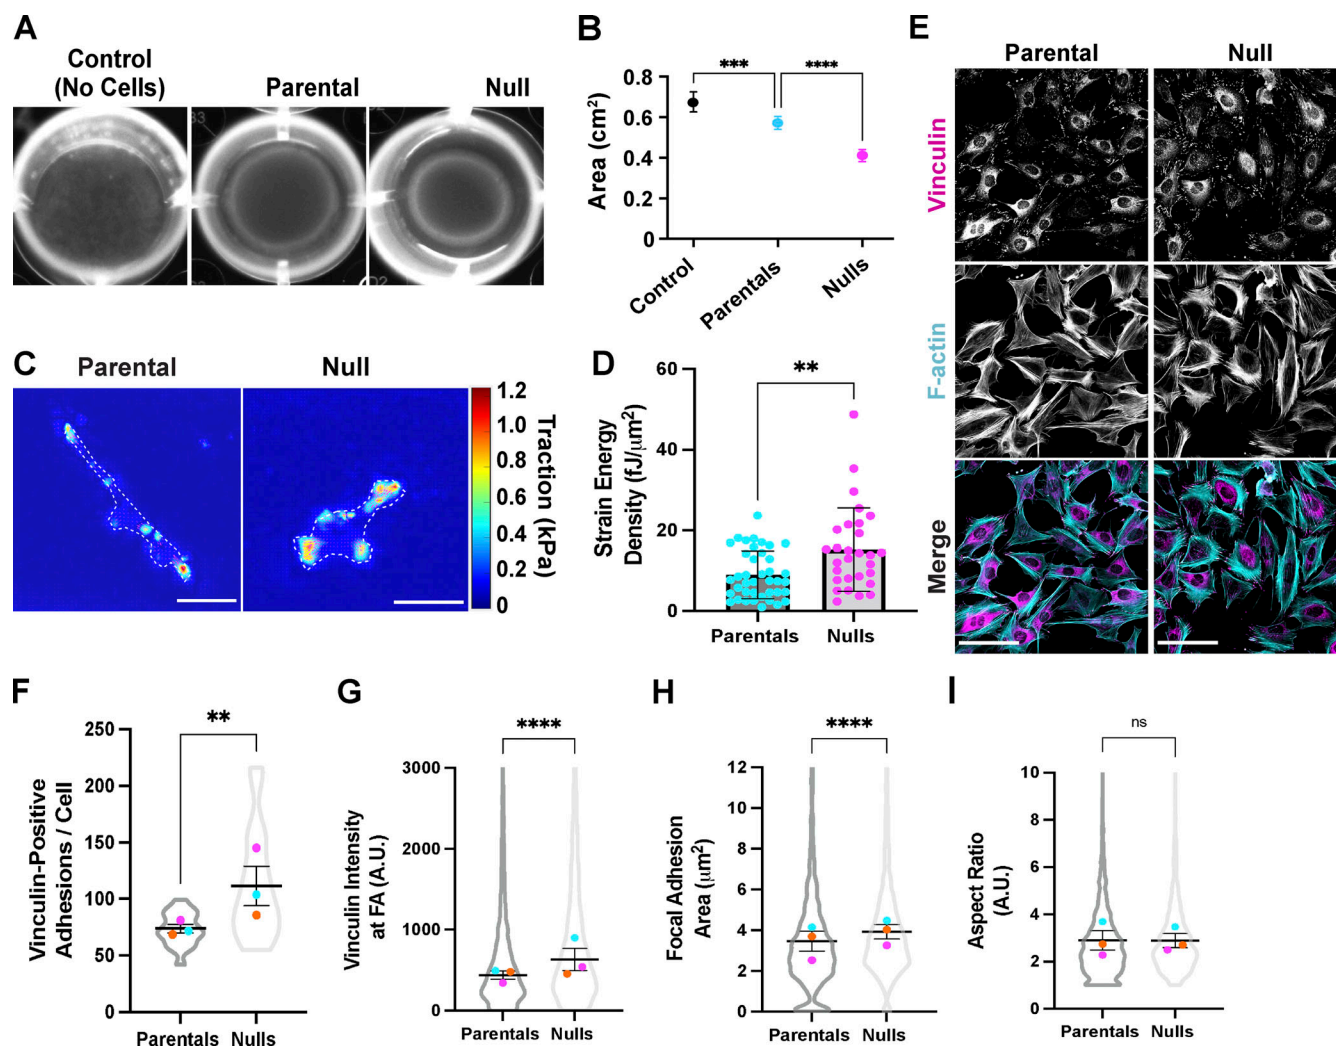 A
Control
(No Cells)
Parental
Null
B
*** ****
Area (cm²)
0.8
0.6
0.4
0.2
0
Control
Parentals
Nulls
C
Parental
Null
1.2
1.0
0.8
0.6
0.4
0.2
0
Traction (kPa)
D
**
Strain Energy
Density (fJ/μm²)
60
40
20
0
Parentals Nulls
E
Parental Null
Vinculin
F-actin
Merge
F
**
Vinculin-Positive
Adhesions / Cell
250
200
150
100
50
0
Parentals Nulls
G
****
Vinculin Intensity
at FA (A.U.)
3000
2000
1000
0
Parentals Nulls
H
****
Focal Adhesion
Area (μm²)
12
10
8
6
4
2
0
Parentals Nulls
I
ns
Aspect Ratio
(A.U.)
10
8
6
4
2
0
Parentals Nulls